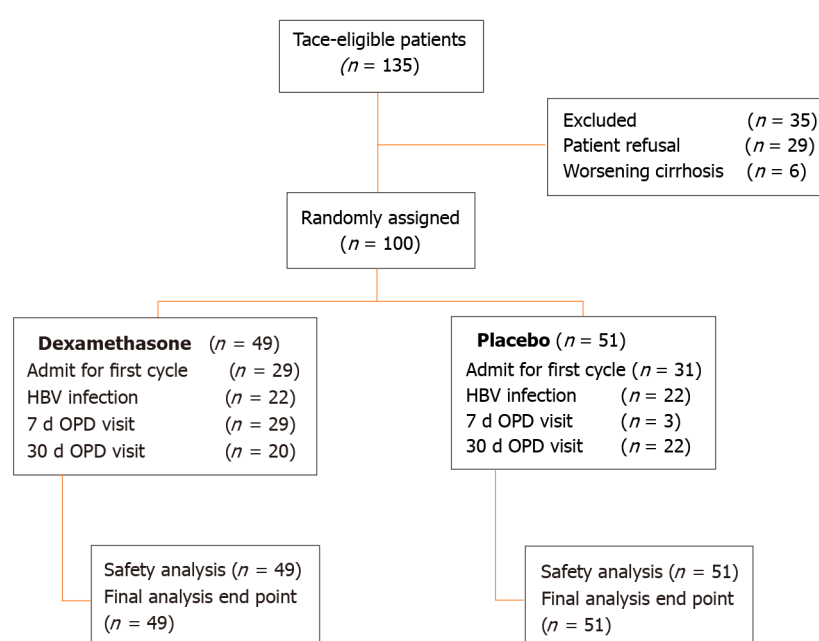 Tace-eligible patients
(n = 135)
Excluded (n = 35)
Patient refusal (n = 29)
Worsening cirrhosis (n = 6)
Randomly assigned
(n = 100)
Dexamethasone (n = 49)
Admit for first cycle (n = 29)
HBV infection (n = 22)
7 d OPD visit (n = 29)
30 d OPD visit (n = 20)
Placebo (n = 51)
Admit for first cycle (n = 31)
HBV infection (n = 22)
7 d OPD visit (n = 3)
30 d OPD visit (n = 22)
Safety analysis (n = 49)
Final analysis end point
(n = 49)
Safety analysis (n = 51)
Final analysis end point
(n = 51)